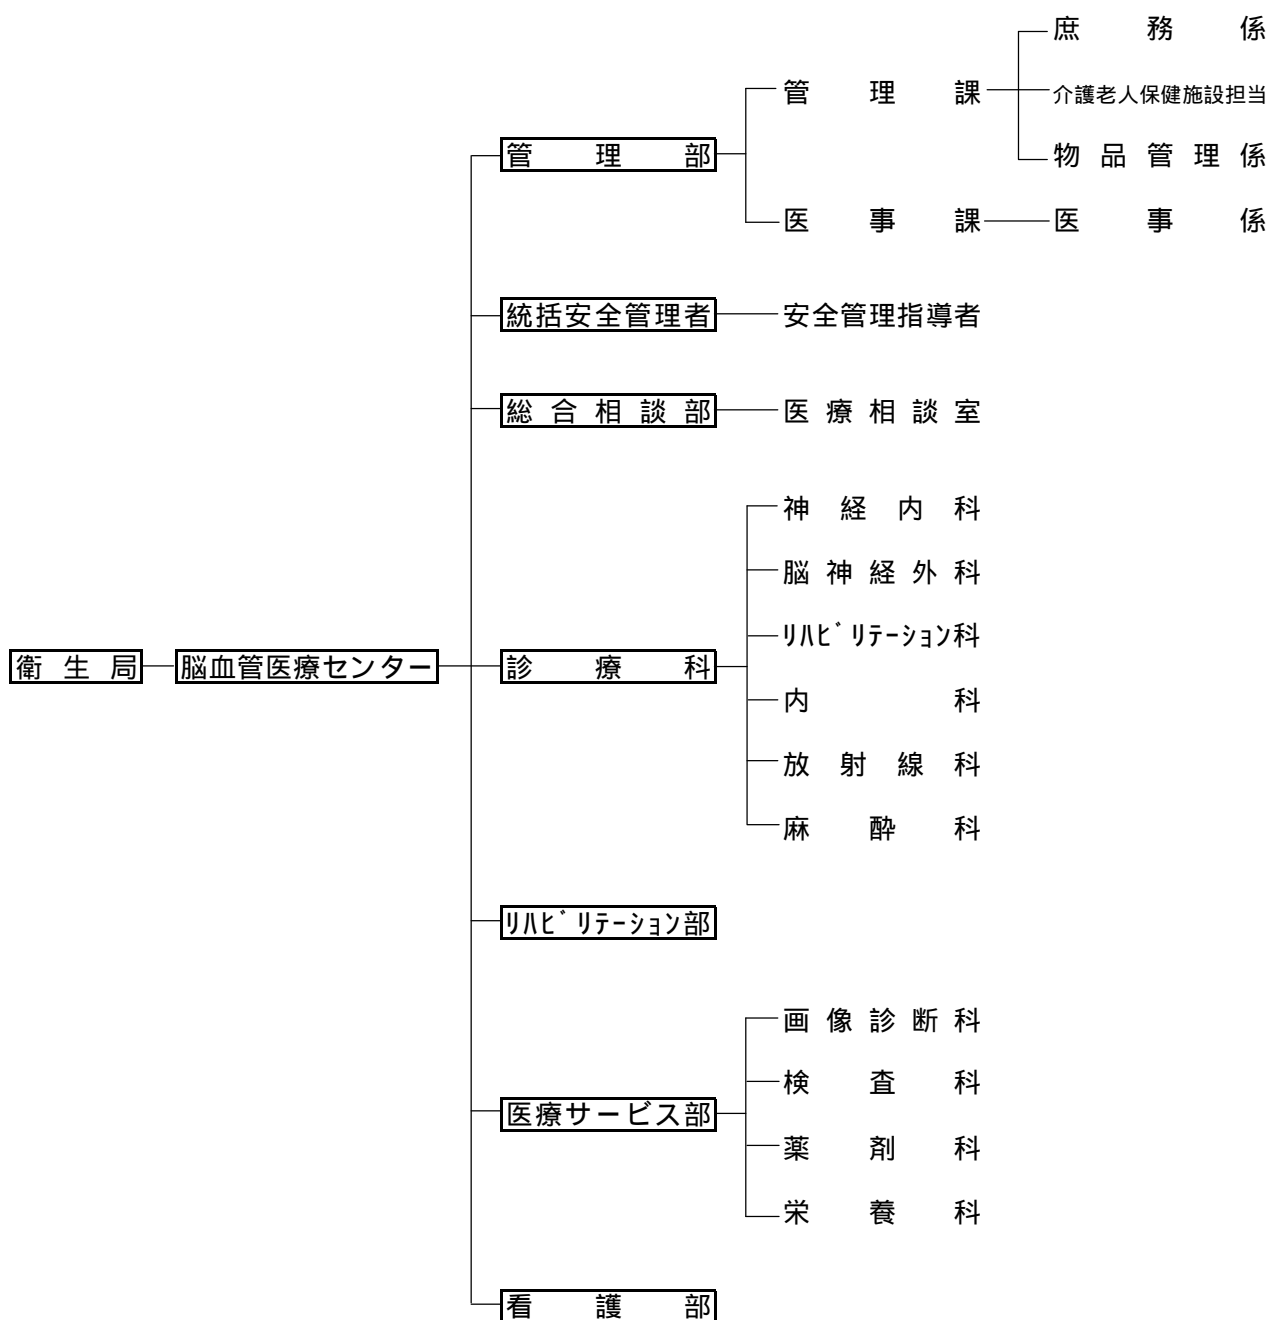 庶務係
管理課
介護老人保健施設担当
管理部
物品管理係
医事課
医事係
統括安全管理者
安全管理指導者
総合相談部
医療相談室
神経内科
脳神経外科
ﾘﾊﾋﾞﾘﾃｰｼｮﾝ科
衛生局
脳血管医療センター
診療科
内科
放射線科
麻酔科
ﾘﾊﾋﾞﾘﾃｰｼｮﾝ部
画像診断科
検査科
医療サービス部
薬剤科
栄養科
看護部